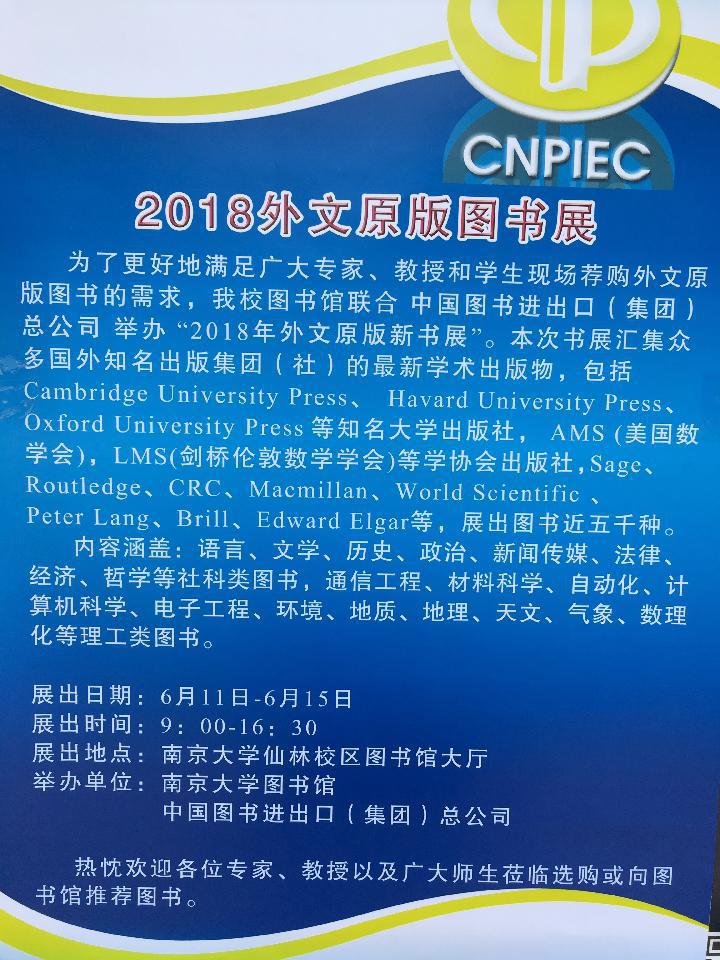 CNPIEC
2018外文原版图书展
为了更好地满足广大专家、教授和学生现场荐购外文原
版图书的需求，我校图书馆联合 中国图书进出口（集团）
总公司 举办 “2018年外文原版新书展”。本次书展汇集众
多国外知名出版集团（社）的最新学术出版物，包括
Cambridge University Press、 Havard University Press、
Oxford University Press 等知名大学出版社， AMS (美国数
学会)，LMS(剑桥伦敦数学学会)等学协会出版社,Sage、
Routledge、CRC、Macmillan、World Scientific 、
Peter Lang、Brill、Edward Elgar等，展出图书近五千种。
内容涵盖：语言、文学、历史、政治、新闻传媒、法律、
经济、哲学等社科类图书，通信工程、材料科学、自动化、计
算机科学、电子工程、环境、地质、地理、天文、气象、数理
化等理工类图书。
展出日期：6月11日-6月15日
展出时间：9：00-16：30
展出地点：南京大学仙林校区图书馆大厅
举办单位：南京大学图书馆
中国图书进出口（集团）总公司
热忱欢迎各位专家、教授以及广大师生莅临选购或向图
书馆推荐图书。